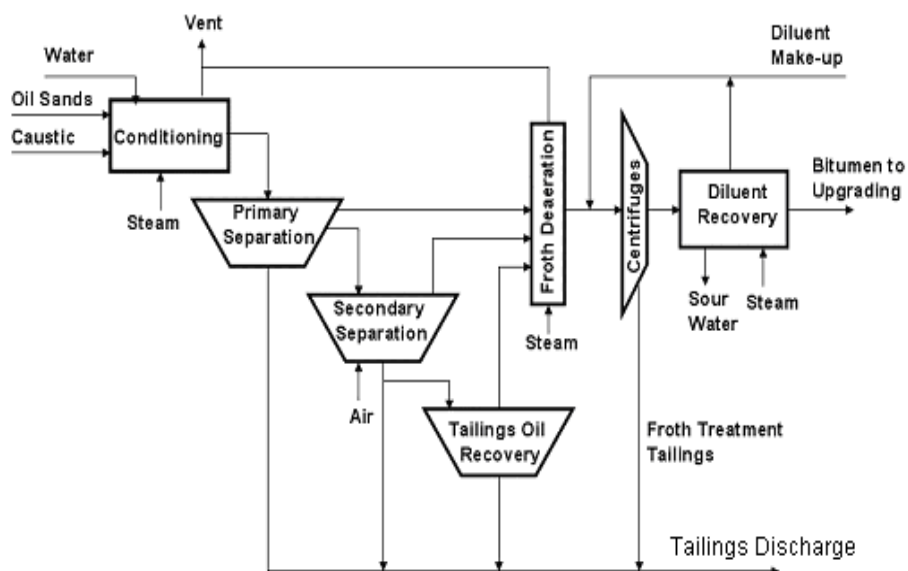 Vent
Water
Oil Sands
Caustic
Conditioning
Steam
Primary
Separation
Secondary
Separation
Air
Tailings Oil
Recovery
Froth Deaeration
Steam
Diluent
Make-up
Centrifuges
Diluent
Recovery
Bitumen to
Upgrading
Sour
Water
Steam
Froth Treatment
Tailings
Tailings Discharge